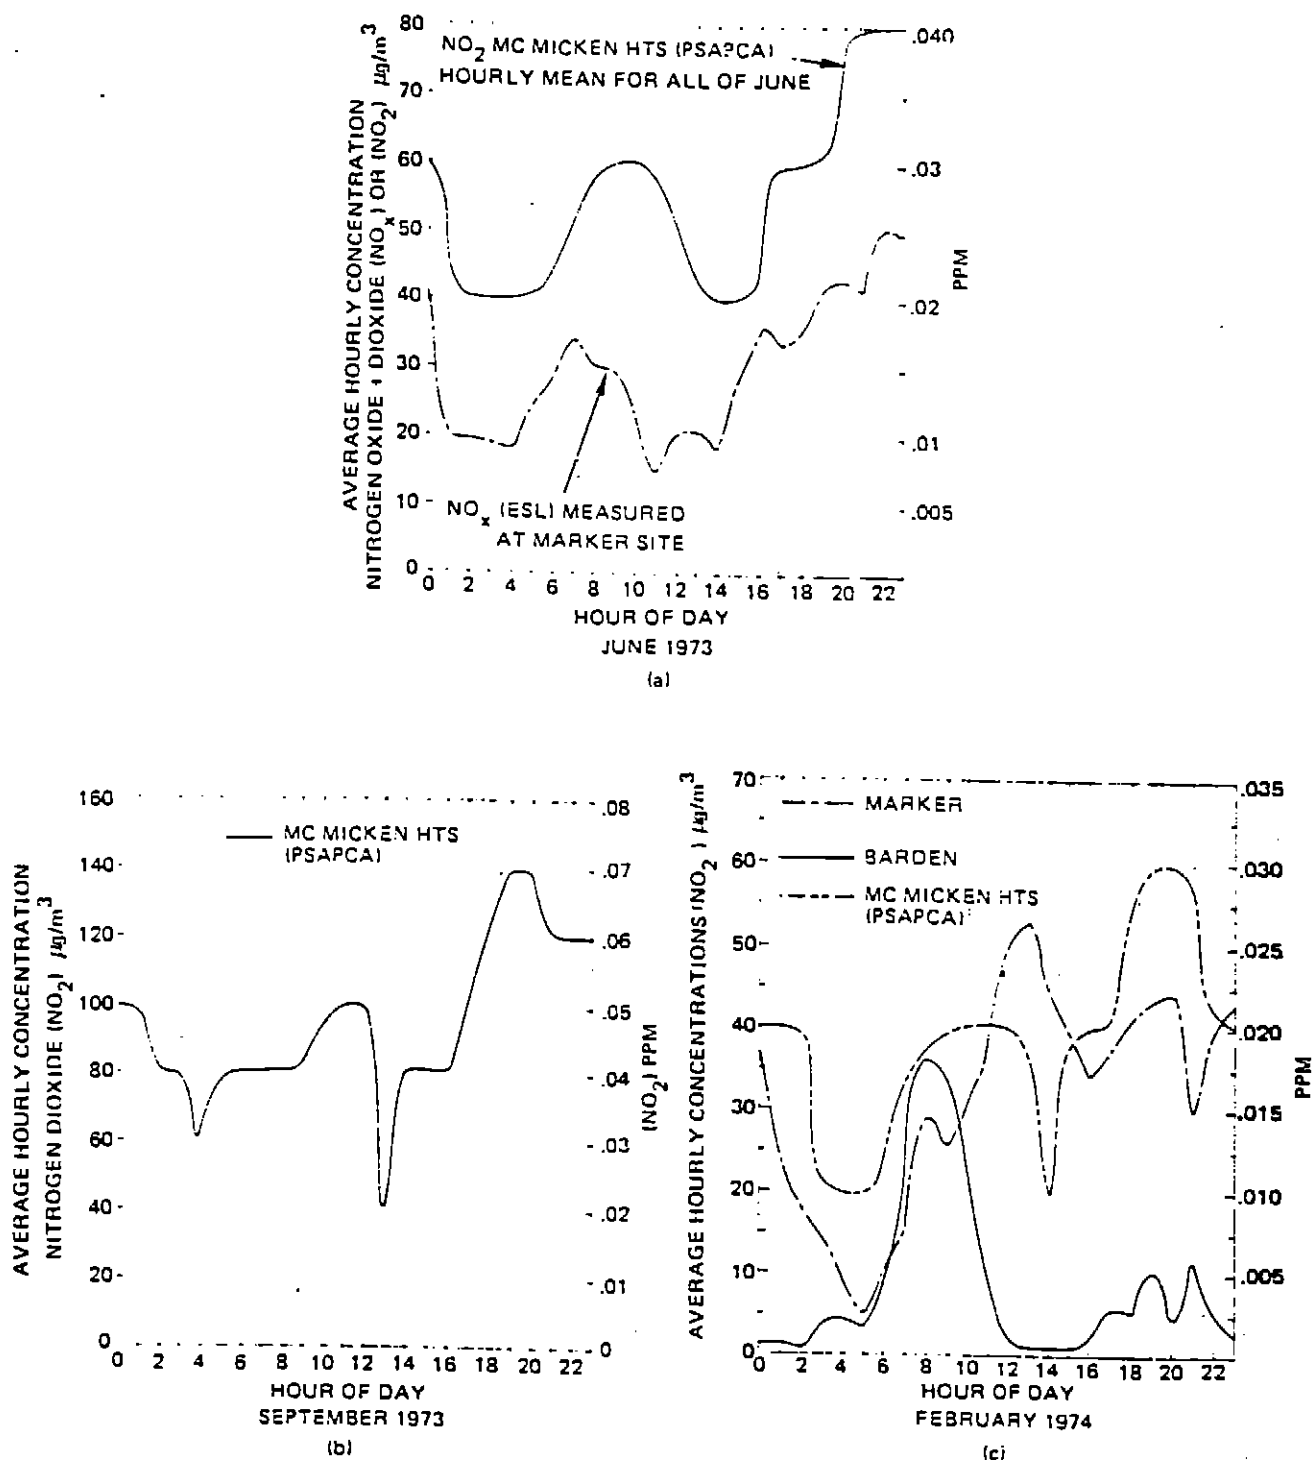 AVERAGE HOURLY CONCENTRATION
NITROGEN OXIDE + DIOXIDE (NOx) OR (NO2) µg/m3
80
70
60
50
40
30
20
10
0
NO2 MC MICKEN HTS (PSAPCA)
HOURLY MEAN FOR ALL OF JUNE
NOx (ESL) MEASURED
AT MARKER SITE
.040
.03
.02
.01
.005
PPM
0 2 4 6 8 10 12 14 16 18 20 22
HOUR OF DAY
JUNE 1973
(a)
AVERAGE HOURLY CONCENTRATION
NITROGEN DIOXIDE (NO2) µg/m3
160
140
120
100
80
60
40
20
0
MC MICKEN HTS
(PSAPCA)
.08
.07
.06
.05
.04
.03
.02
.01
0
(NO2) PPM
0 2 4 6 8 10 12 14 16 18 20 22
HOUR OF DAY
SEPTEMBER 1973
(b)
AVERAGE HOURLY CONCENTRATIONS (NO2) µg/m3
70
60
50
40
30
20
10
0
MARKER
BARDEN
MC MICKEN HTS
(PSAPCA)
.035
.030
.025
.020
.015
.010
.005
PPM
0 2 4 6 8 10 12 14 16 18 20 22
HOUR OF DAY
FEBRUARY 1974
(c)